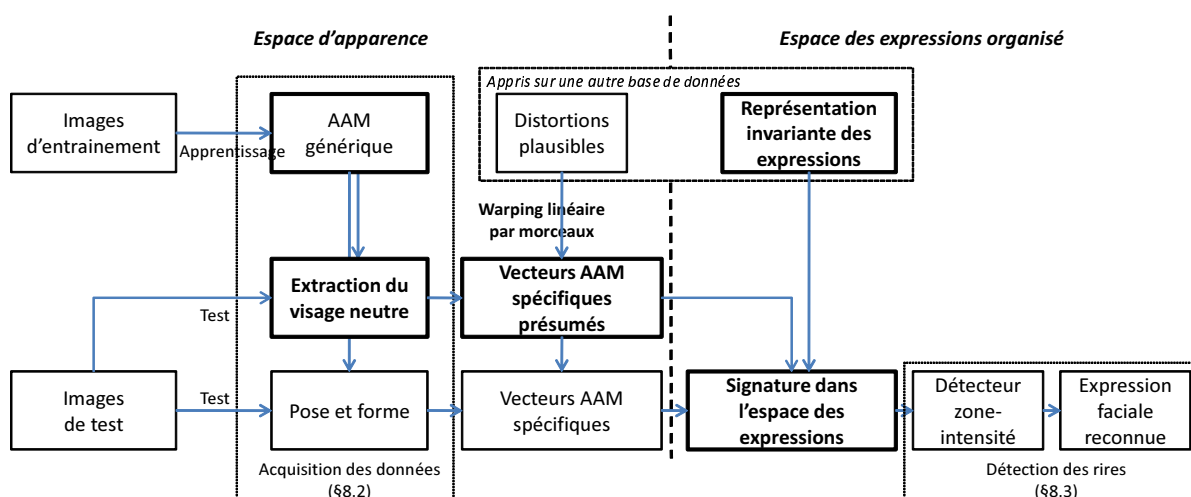 Espace d'apparence
Espace des expressions organisé
Appris sur une autre base de données
Images
d'entrainement
Apprentissage
AAM
générique
Distortions
plausibles
Représentation
invariante des
expressions
Warping linéaire
par morceaux
Extraction du
visage neutre
Vecteurs AAM
spécifiques
présumés
Test
Images
de test
Test
Pose et forme
Vecteurs AAM
spécifiques
Signature dans
l'espace des
expressions
Détecteur
zone-
intensité
Expression
faciale
reconnue
Acquisition des données
(§8.2)
Détection des rires
(§8.3)